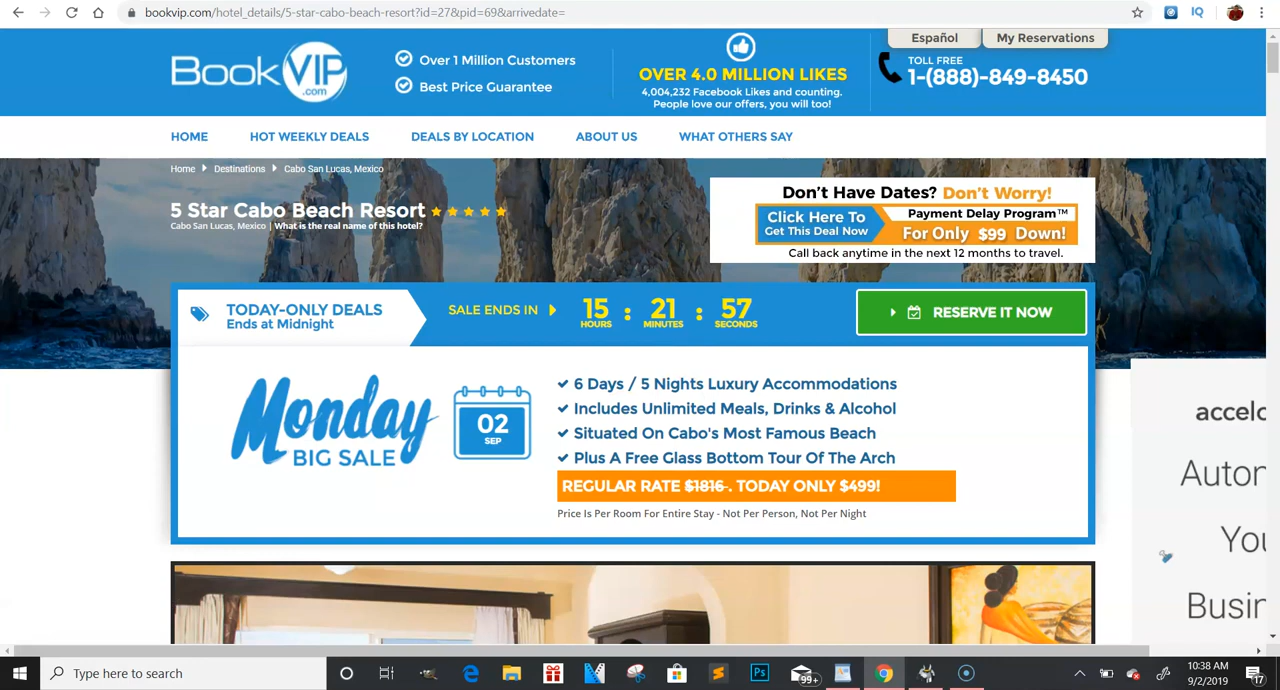 bookvip.com/hotel_details/5-star-cabo-beach-resort?id=27&pid=69&arrivedate=
BookVIP.com
Over 1 Million Customers
Best Price Guarantee
OVER 4.0 MILLION LIKES
4,004,232 Facebook Likes and counting.
People love our offers, you will too!
Español
My Reservations
TOLL FREE
1-(888)-849-8450
HOME
HOT WEEKLY DEALS
DEALS BY LOCATION
ABOUT US
WHAT OTHERS SAY
Home
Destinations
Cabo San Lucas, Mexico
5 Star Cabo Beach Resort
Cabo San Lucas, Mexico | What is the real name of this hotel?
Don't Have Dates? Don't Worry!
Click Here To
Get This Deal Now
Payment Delay Program™
For Only $99 Down!
Call back anytime in the next 12 months to travel.
TODAY-ONLY DEALS
Ends at Midnight
SALE ENDS IN
15 : 21 : 57
HOURS MINUTES SECONDS
RESERVE IT NOW
Monday
BIG SALE
02
SEP
6 Days / 5 Nights Luxury Accommodations
Includes Unlimited Meals, Drinks & Alcohol
Situated On Cabo's Most Famous Beach
Plus A Free Glass Bottom Tour Of The Arch
REGULAR RATE $1816 . TODAY ONLY $499!
Price Is Per Room For Entire Stay - Not Per Person, Not Per Night
accelo
Autor
You
Busin
Type here to search
Ps
99+
10:38 AM
9/2/2019
17